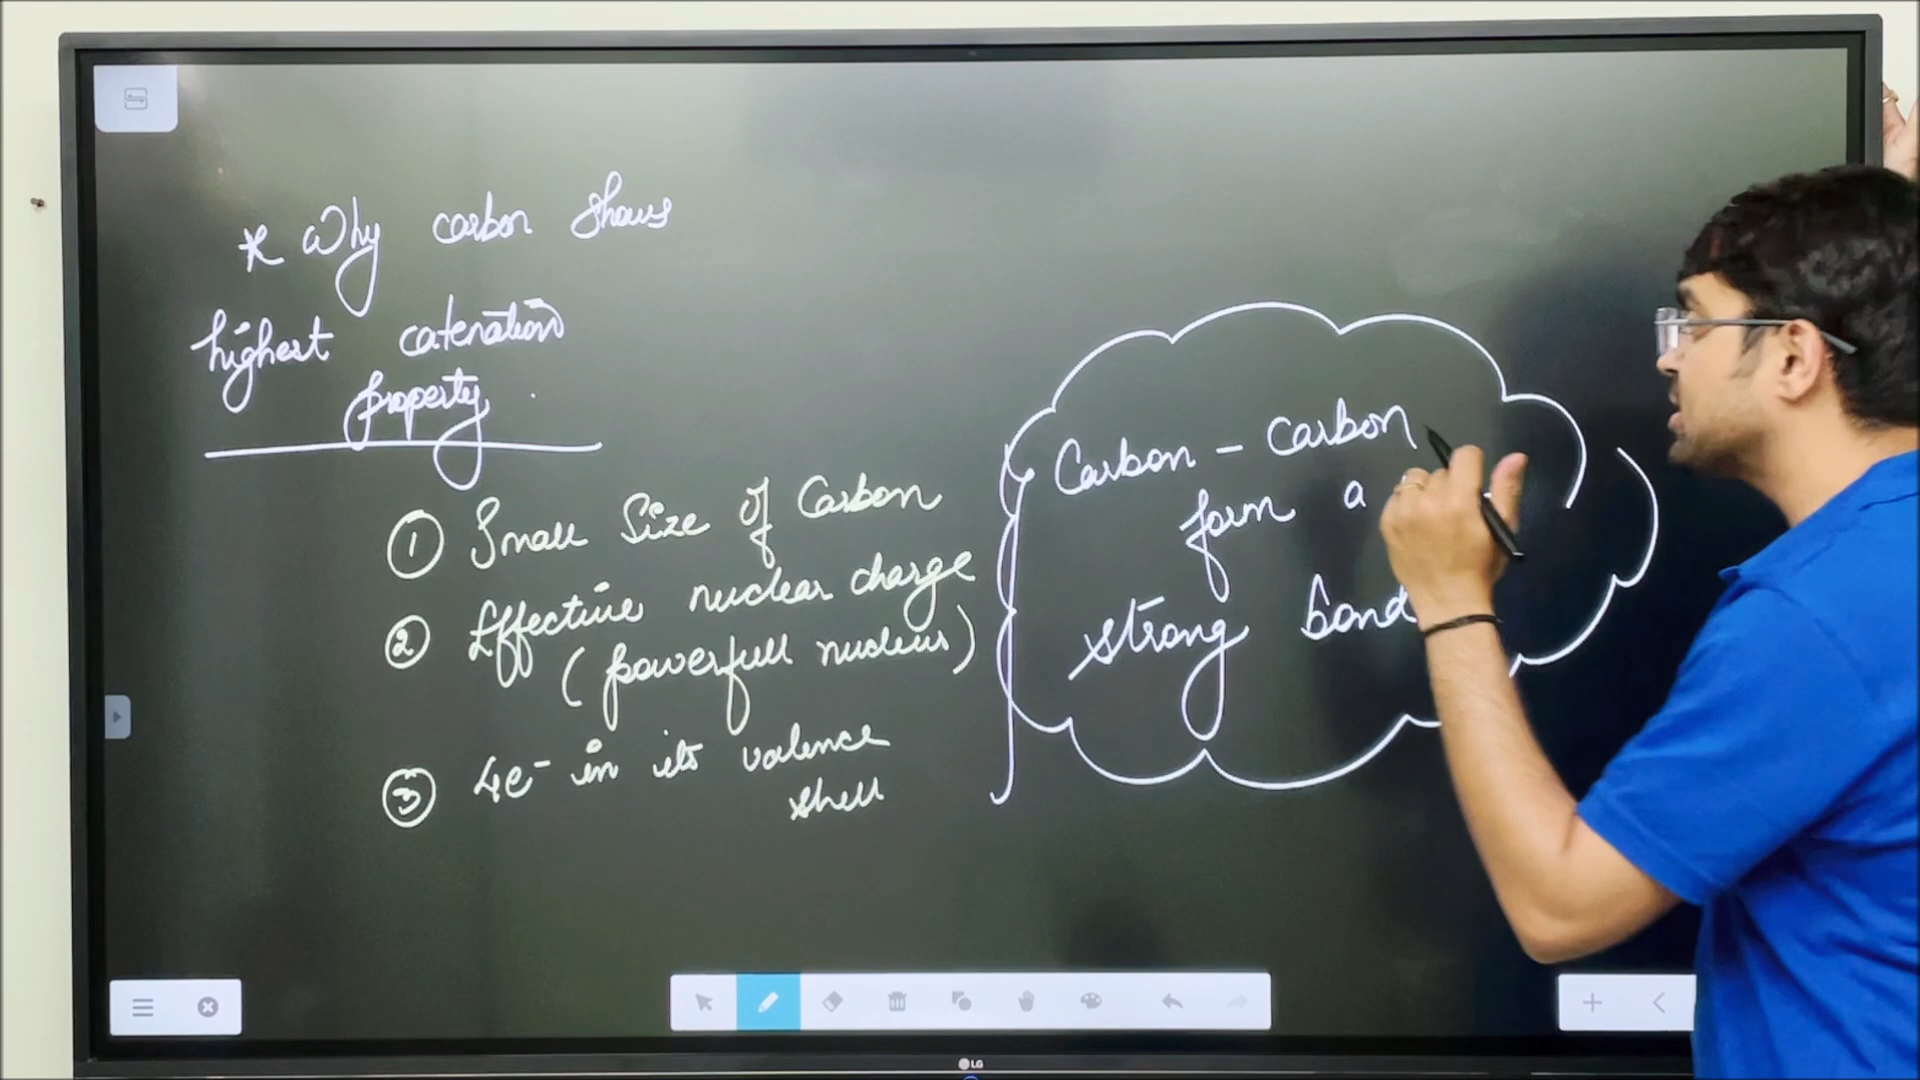 * Why carbon shows
highest catenation
property.
① Small Size of Carbon
② Effective nuclear charge
(powerfull nucleus)
③ 4e⁻ in its valence
shell
Carbon - Carbon
form a
strong bond
LG